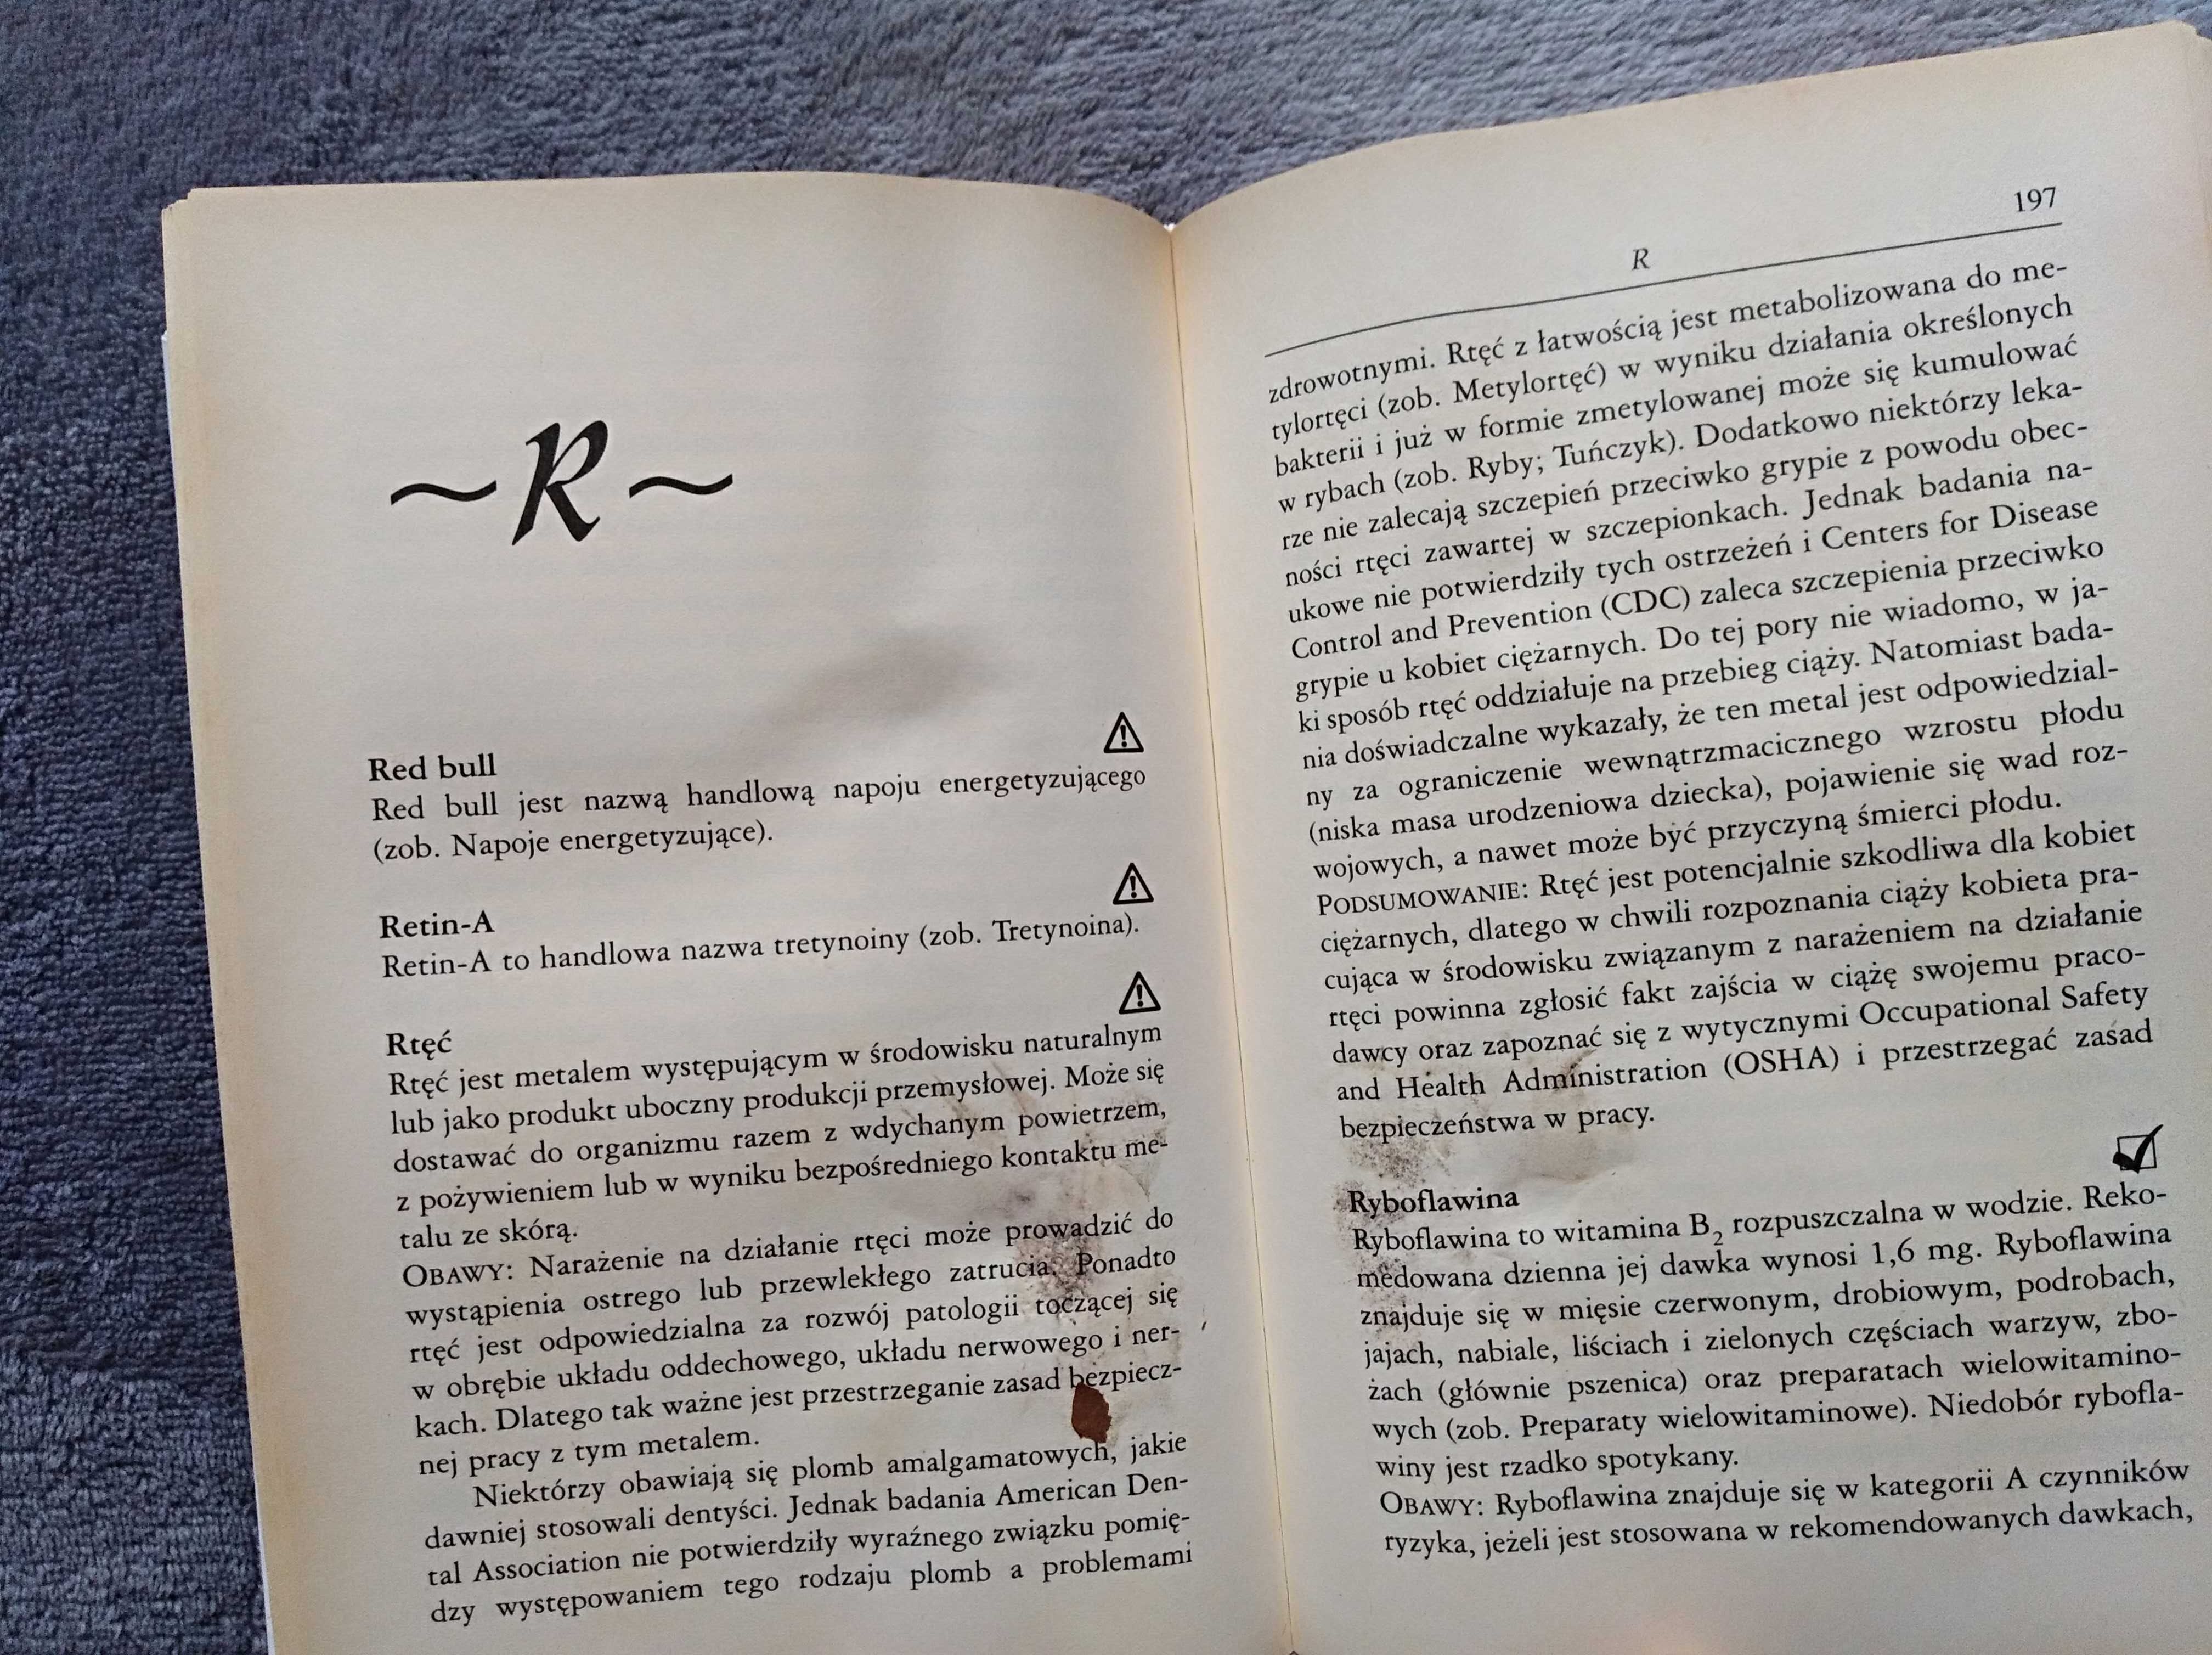 ~R~
Red bull
Red bull jest nazwą handlową napoju energetyzującego
(zob. Napoje energetyzujące).
Retin-A
Retin-A to handlowa nazwa tretynoiny (zob. Tretynoina).
Rtęć
Rtęć jest metalem występującym w środowisku naturalnym
lub jako produkt uboczny produkcji przemysłowej. Może się
dostawać do organizmu razem z wdychanym powietrzem,
z pożywieniem lub w wyniku bezpośredniego kontaktu me-
talu ze skórą.
OBAWY: Narażenie na działanie rtęci może prowadzić do
wystąpienia ostrego lub przewlekłego zatrucia. Ponadto
rtęć jest odpowiedzialna za rozwój patologii toczącej się
w obrębie układu oddechowego, układu nerwowego i ner-
kach. Dlatego tak ważne jest przestrzeganie zasad bezpiecz-
nej pracy z tym metalem.
Niektórzy obawiają się plomb amalgamatowych, jakie
dawniej stosowali dentyści. Jednak badania American Den-
tal Association nie potwierdziły wyraźnego związku pomię-
dzy występowaniem tego rodzaju plomb a problemami
197
R
zdrowotnymi. Rtęć z łatwością jest metabolizowana do me-
tylortęci (zob. Metylortęć) w wyniku działania określonych
bakterii i już w formie zmetylowanej może się kumulować
w rybach (zob. Ryby; Tuńczyk). Dodatkowo niektórzy leka-
rze nie zalecają szczepień przeciwko grypie z powodu obec-
ności rtęci zawartej w szczepionkach. Jednak badania na-
ukowe nie potwierdziły tych ostrzeżeń i Centers for Disease
Control and Prevention (CDC) zaleca szczepienia przeciwko
grypie u kobiet ciężarnych. Do tej pory nie wiadomo, w ja-
ki sposób rtęć oddziałuje na przebieg ciąży. Natomiast bada-
nia doświadczalne wykazały, że ten metal jest odpowiedzial-
ny za ograniczenie wewnątrzmacicznego wzrostu płodu
(niska masa urodzeniowa dziecka), pojawienie się wad roz-
wojowych, a nawet może być przyczyną śmierci płodu.
PODSUMOWANIE: Rtęć jest potencjalnie szkodliwa dla kobiet
ciężarnych, dlatego w chwili rozpoznania ciąży kobieta pra-
cująca w środowisku związanym z narażeniem na działanie
rtęci powinna zgłosić fakt zajścia w ciążę swojemu praco-
dawcy oraz zapoznać się z wytycznymi Occupational Safety
and Health Administration (OSHA) i przestrzegać zasad
bezpieczeństwa w pracy.
Ryboflawina
Ryboflawina to witamina B₂ rozpuszczalna w wodzie. Reko-
medowana dzienna jej dawka wynosi 1,6 mg. Ryboflawina
znajduje się w mięsie czerwonym, drobiowym, podrobach,
jajach, nabiale, liściach i zielonych częściach warzyw, zbo-
żach (głównie pszenica) oraz preparatach wielowitamino-
wych (zob. Preparaty wielowitaminowe). Niedobór rybofla-
winy jest rzadko spotykany.
OBAWY: Ryboflawina znajduje się w kategorii A czynników
ryzyka, jeżeli jest stosowana w rekomendowanych dawkach,